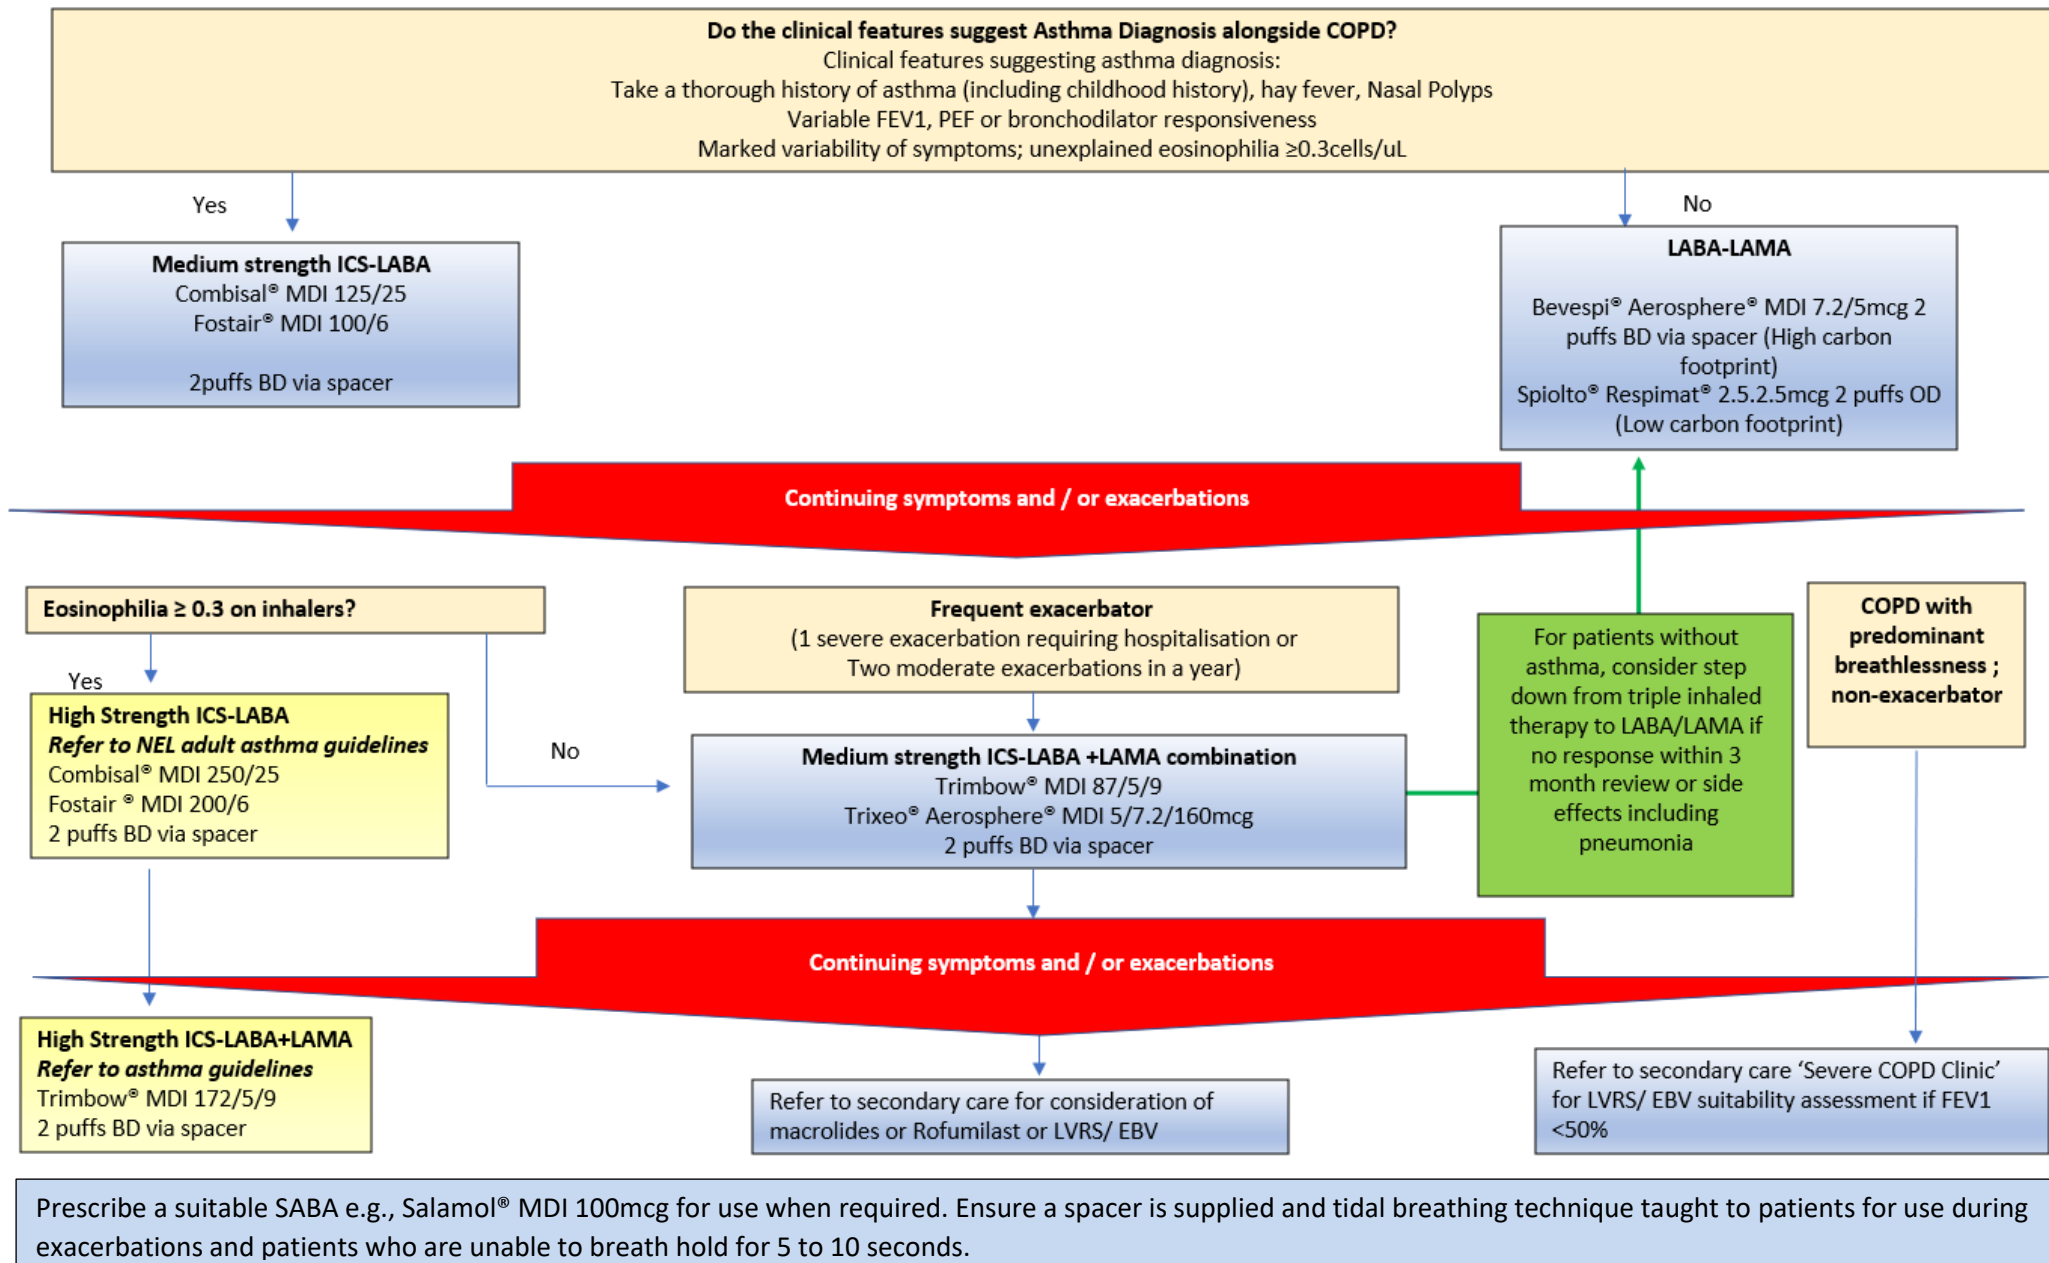 Do the clinical features suggest Asthma Diagnosis alongside COPD?
Clinical features suggesting asthma diagnosis:
Take a thorough history of asthma (including childhood history), hay fever, Nasal Polyps
Variable FEV1, PEF or bronchodilator responsiveness
Marked variability of symptoms; unexplained eosinophilia ≥0.3cells/uL
Yes
No
Medium strength ICS-LABA
Combisal® MDI 125/25
Fostair® MDI 100/6
2puffs BD via spacer
LABA-LAMA
Bevespi® Aerosphere® MDI 7.2/5mcg 2
puffs BD via spacer (High carbon
footprint)
Spiolto® Respimat® 2.5.2.5mcg 2 puffs OD
(Low carbon footprint)
Continuing symptoms and / or exacerbations
Eosinophilia ≥ 0.3 on inhalers?
Yes
No
High Strength ICS-LABA
Refer to NEL adult asthma guidelines
Combisal® MDI 250/25
Fostair ® MDI 200/6
2 puffs BD via spacer
Frequent exacerbator
(1 severe exacerbation requiring hospitalisation or
Two moderate exacerbations in a year)
Medium strength ICS-LABA +LAMA combination
Trimbow® MDI 87/5/9
Trixeo® Aerosphere® MDI 5/7.2/160mcg
2 puffs BD via spacer
For patients without
asthma, consider step
down from triple inhaled
therapy to LABA/LAMA if
no response within 3
month review or side
effects including
pneumonia
COPD with
predominant
breathlessness ;
non-exacerbator
Continuing symptoms and / or exacerbations
High Strength ICS-LABA+LAMA
Refer to asthma guidelines
Trimbow® MDI 172/5/9
2 puffs BD via spacer
Refer to secondary care for consideration of
macrolides or Rofumilast or LVRS/ EBV
Refer to secondary care ‘Severe COPD Clinic’
for LVRS/ EBV suitability assessment if FEV1
<50%
Prescribe a suitable SABA e.g., Salamol® MDI 100mcg for use when required. Ensure a spacer is supplied and tidal breathing technique taught to patients for use during
exacerbations and patients who are unable to breath hold for 5 to 10 seconds.